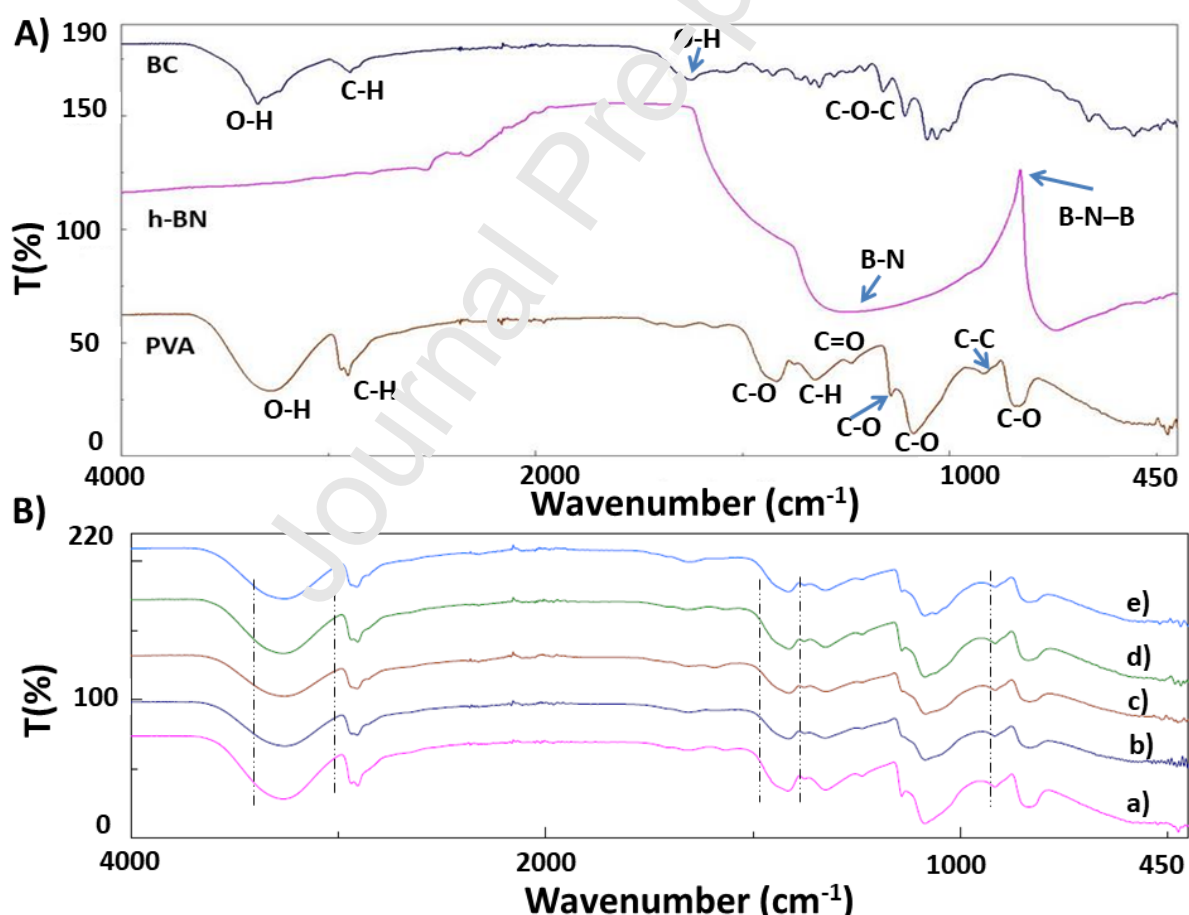 A)
190
150
100
50
0
T(%)
BC
O-H
C-H
O-H
C-O-C
h-BN
B-N
B-N–B
PVA
O-H
C-H
C-O
C-H
C=O
C-O
C-O
C-C
C-O
4000
2000
1000
450
Wavenumber (cm-1)
Journal Pre-p
B)
220
100
0
T(%)
e)
d)
c)
b)
a)
4000
2000
1000
450
Wavenumber (cm-1)